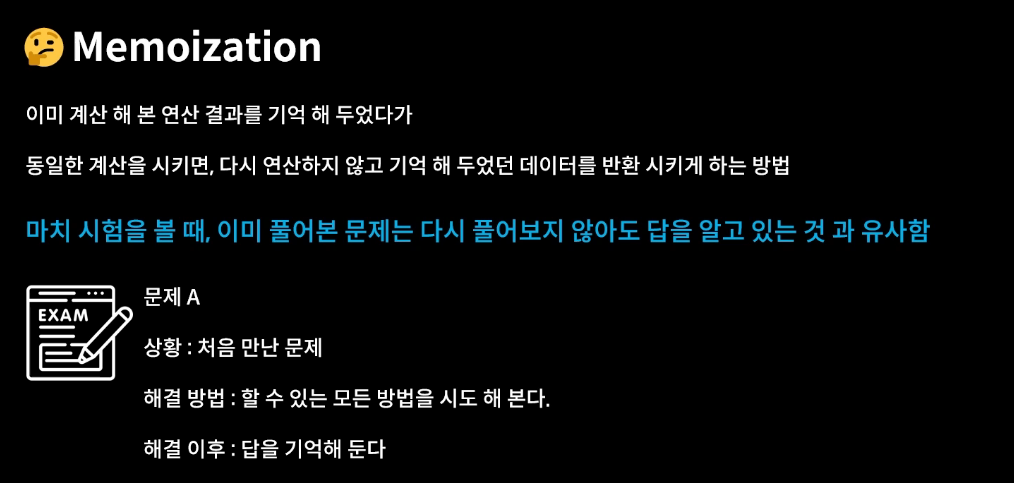 Memoization
이미 계산 해 본 연산 결과를 기억 해 두었다가
동일한 계산을 시키면, 다시 연산하지 않고 기억 해 두었던 데이터를 반환 시키게 하는 방법
마치 시험을 볼 때, 이미 풀어본 문제는 다시 풀어보지 않아도 답을 알고 있는 것 과 유사함
EXAM
문제 A
상황 : 처음 만난 문제
해결 방법 : 할 수 있는 모든 방법을 시도 해 본다.
해결 이후 : 답을 기억해 둔다